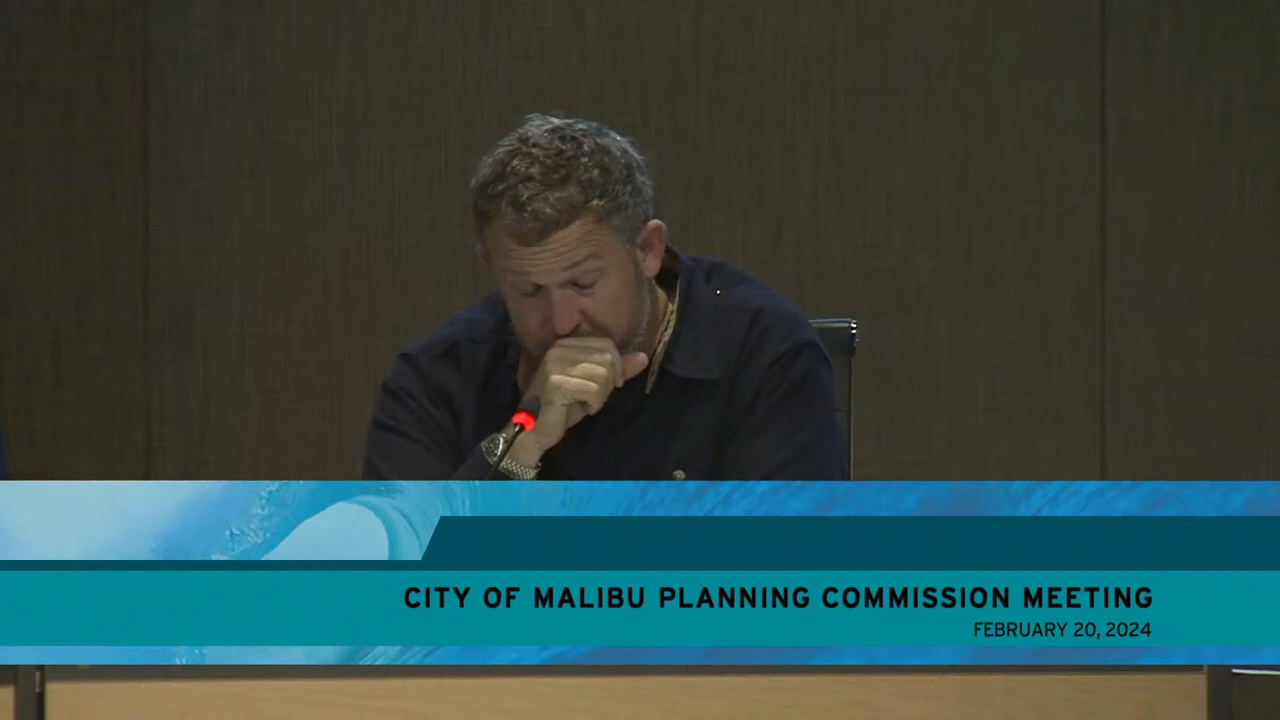 CITY OF MALIBU PLANNING COMMISSION MEETING
FEBRUARY 20, 2024